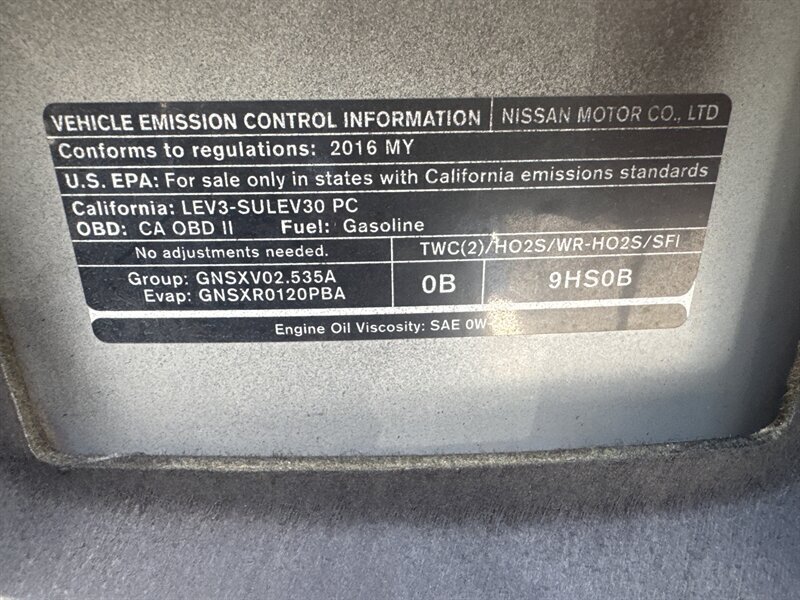 VEHICLE EMISSION CONTROL INFORMATION NISSAN MOTOR CO., LTD
Conforms to regulations: 2016 MY
U.S. EPA: For sale only in states with California emissions standards
California: LEV3-SULEV30 PC
OBD: CA OBD II Fuel: Gasoline
No adjustments needed. TWC(2)/HO2S/WR-HO2S/SFI
Group: GNSXV02.535A
Evap: GNSXR0120PBA
0B 9HS0B
Engine Oil Viscosity: SAE